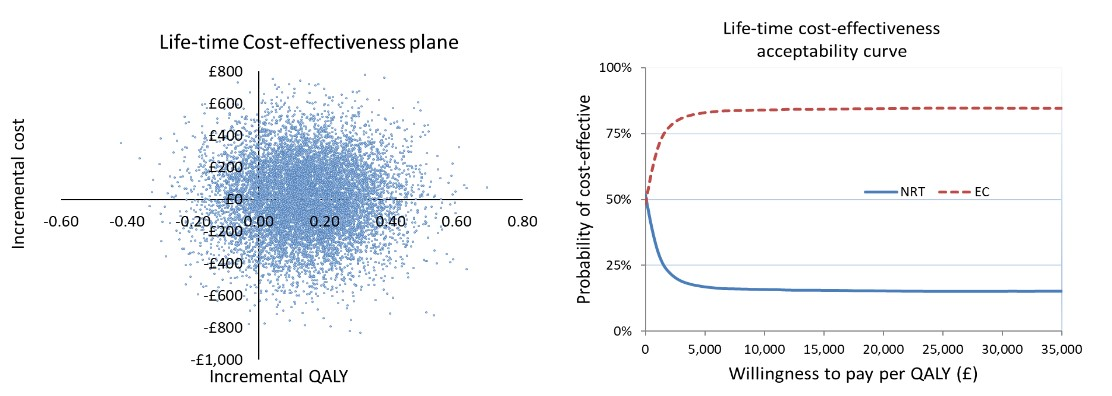 Life-time Cost-effectiveness plane
Incremental cost
£800
£600
£400
£200
£0
-£200
-£400
-£600
-£800
-£1,000
-0.60 -0.40 -0.20 0.00 0.20 0.40 0.60 0.80
Incremental QALY
Life-time cost-effectiveness
acceptability curve
Probability of cost-effective
100%
75%
50%
25%
0%
NRT EC
0 5,000 10,000 15,000 20,000 25,000 30,000 35,000
Willingness to pay per QALY (£)